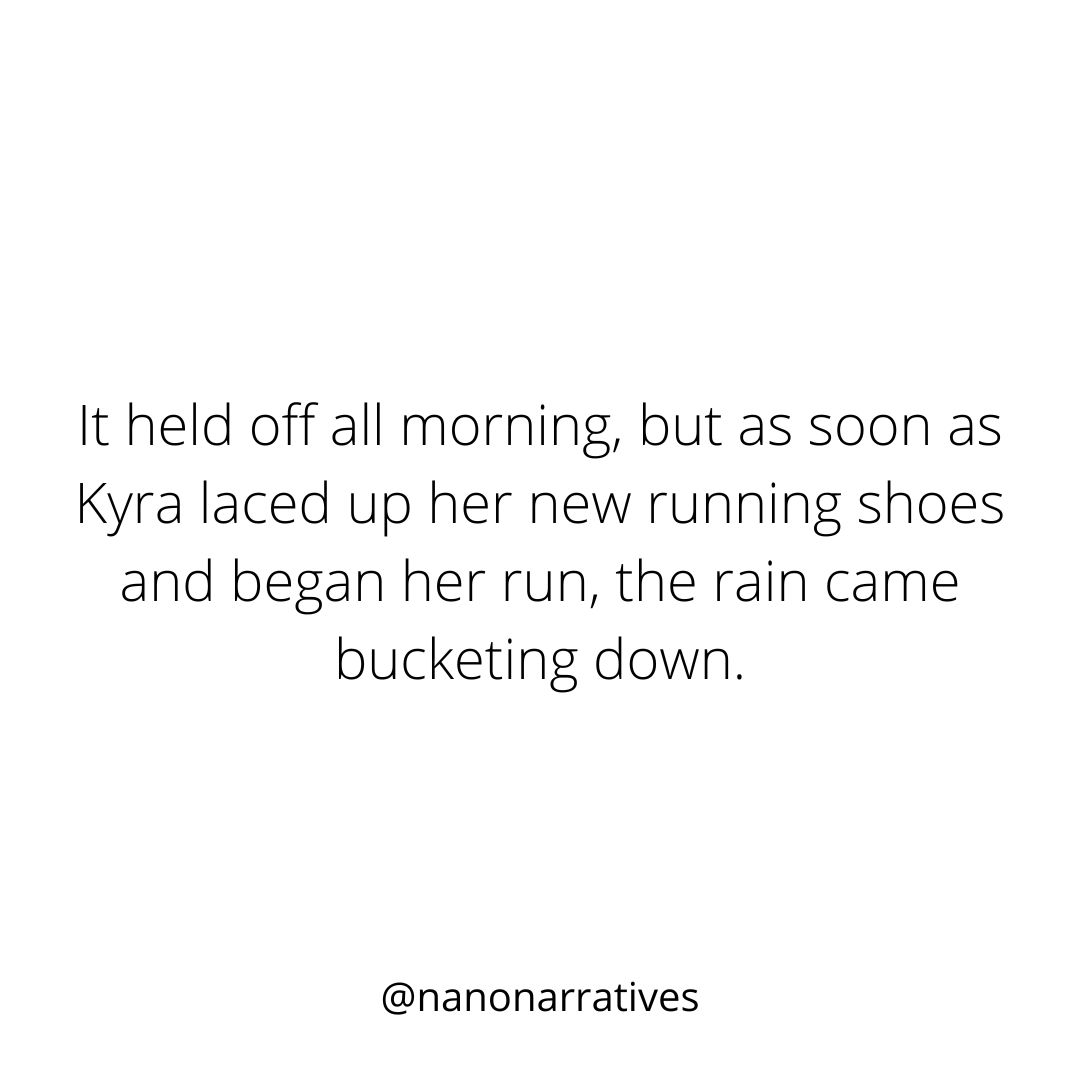 It held off all morning, but as soon as
Kyra laced up her new running shoes
and began her run, the rain came
bucketing down.
@nanonarratives